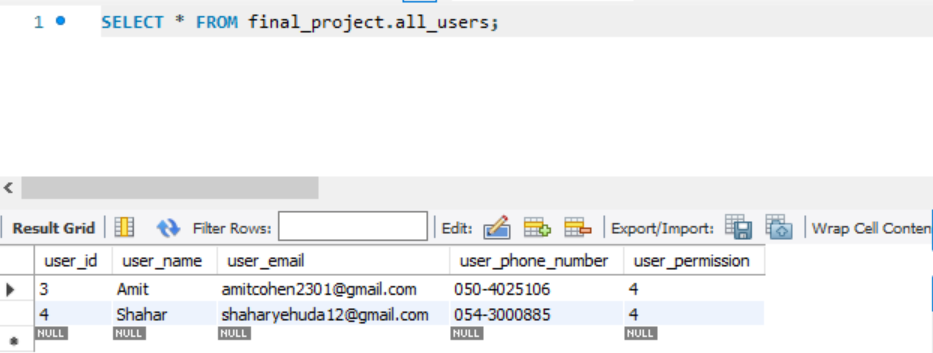 1 SELECT * FROM final_project.all_users;
Result Grid Filter Rows: Edit: Export/Import: Wrap Cell Conten
user_id user_name user_email user_phone_number user_permission
3 Amit amitcohen2301@gmail.com 050-4025106 4
4 Shahar shaharyehuda12@gmail.com 054-3000885 4
NULL NULL NULL NULL NULL